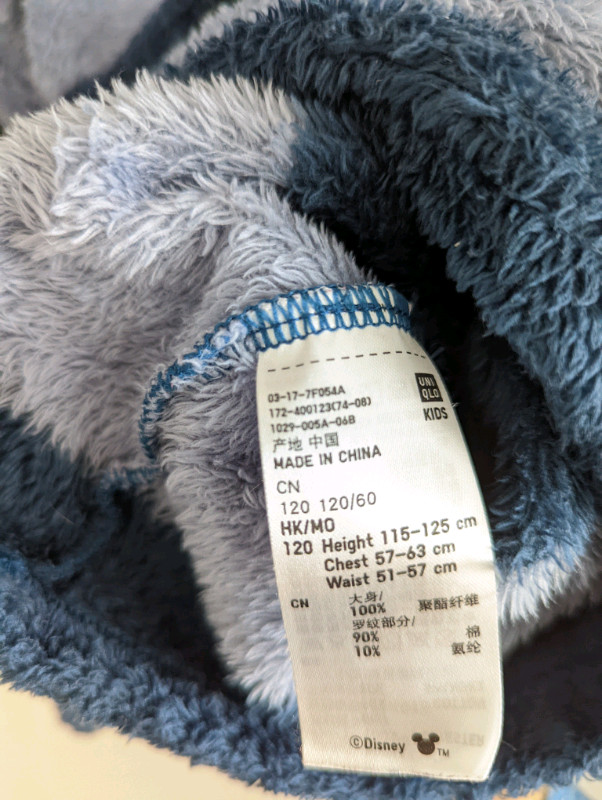 03-17-7F054A
172-400123(74-08)
1029-005A-06B
UNI
QLO
KIDS
产地 中国
MADE IN CHINA
CN
120 120/60
HK/MO
120 Height 115-125 cm
Chest 57-63 cm
Waist 51-57 cm
CN 大身/
100% 聚酯纤维
罗纹部分/
90% 棉
10% 氨纶
©Disney TM